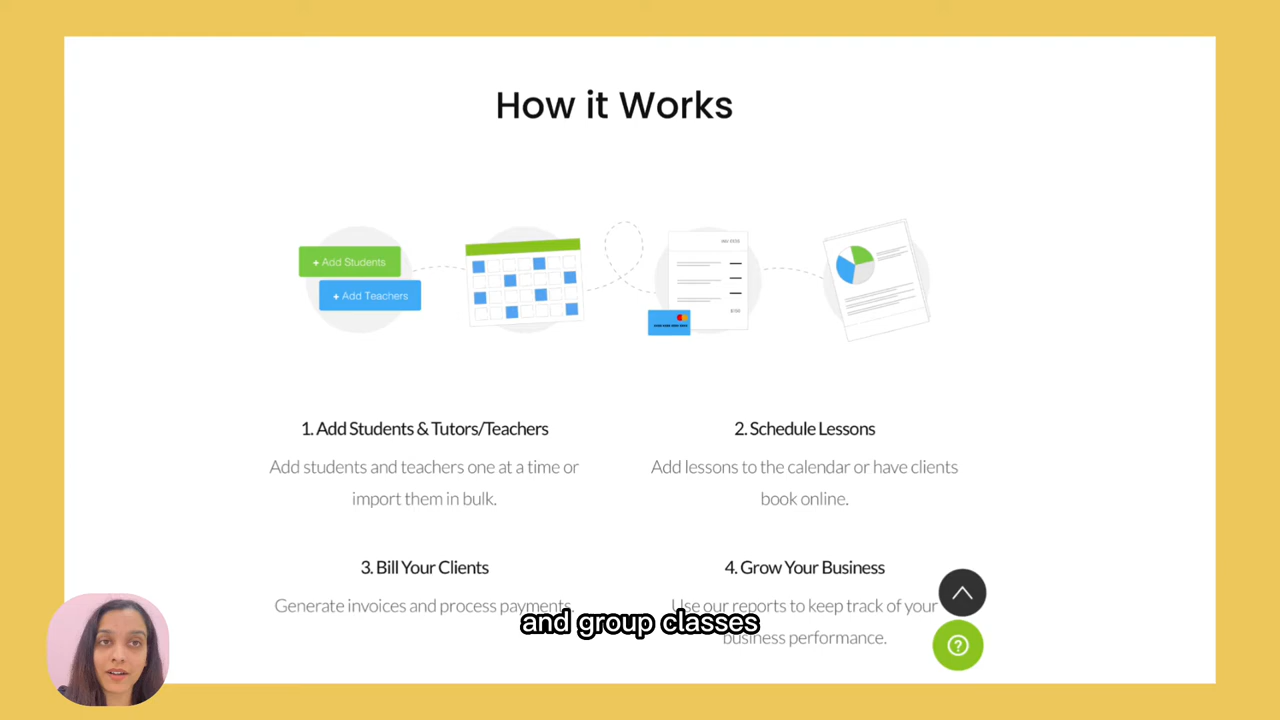 How it Works
+ Add Students
+ Add Teachers
INVOICE
$100
1. Add Students & Tutors/Teachers
Add students and teachers one at a time or
import them in bulk.
2. Schedule Lessons
Add lessons to the calendar or have clients
book online.
3. Bill Your Clients
Generate invoices and process payments.
4. Grow Your Business
Use our reports to keep track of your
business performance.
and group classes
?